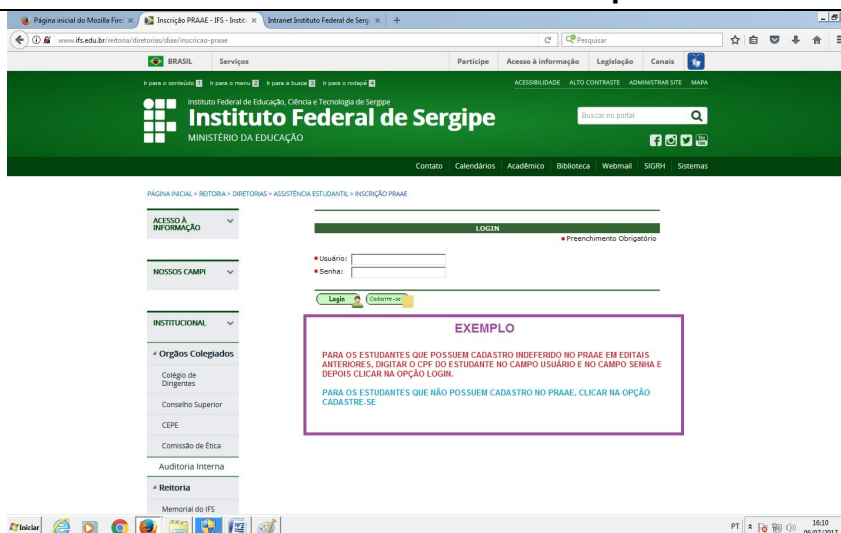 Página inicial do Mozilla Firef
Inscrição PRAAE - IFS - Instit
Intranet Instituto Federal de Sergi
www.ifs.edu.br/reitoria/diretorias/diae/inscricao-praae
Pesquisar
BRASIL Serviços Participe Acesso à informação Legislação Canais
Ir para o conteúdo 1 Ir para o menu 2 Ir para a busca 3 Ir para o rodapé 4 ACESSIBILIDADE ALTO CONTRASTE ADMINISTRAR SITE MAPA
Instituto Federal de Educação, Ciência e Tecnologia de Sergipe
Instituto Federal de Sergipe
MINISTÉRIO DA EDUCAÇÃO
Buscar no portal
Contato Calendários Acadêmico Biblioteca Webmail SIGRH Sistemas
PÁGINA INICIAL > REITORIA > DIRETORIAS > ASSISTÊNCIA ESTUDANTIL > INSCRIÇÃO PRAAE
ACESSO À
INFORMAÇÃO
NOSSOS CAMPI
INSTITUCIONAL
Orgãos Colegiados
Colégio de
Dirigentes
Conselho Superior
CEPE
Comissão de Ética
Auditoria Interna
Reitoria
Memorial do IFS
LOGIN
Preenchimento Obrigatório
Usuário:
Senha:
Login Cadastre-se
EXEMPLO
PARA OS ESTUDANTES QUE POSSUEM CADASTRO INDEFERIDO NO PRAAE EM EDITAIS
ANTERIORES, DIGITAR O CPF DO ESTUDANTE NO CAMPO USUÁRIO E NO CAMPO SENHA E
DEPOIS CLICAR NA OPÇÃO LOGIN.
PARA OS ESTUDANTES QUE NÃO POSSUEM CADASTRO NO PRAAE, CLICAR NA OPÇÃO
CADASTRE-SE
Iniciar
PT
16:10
06/07/2017